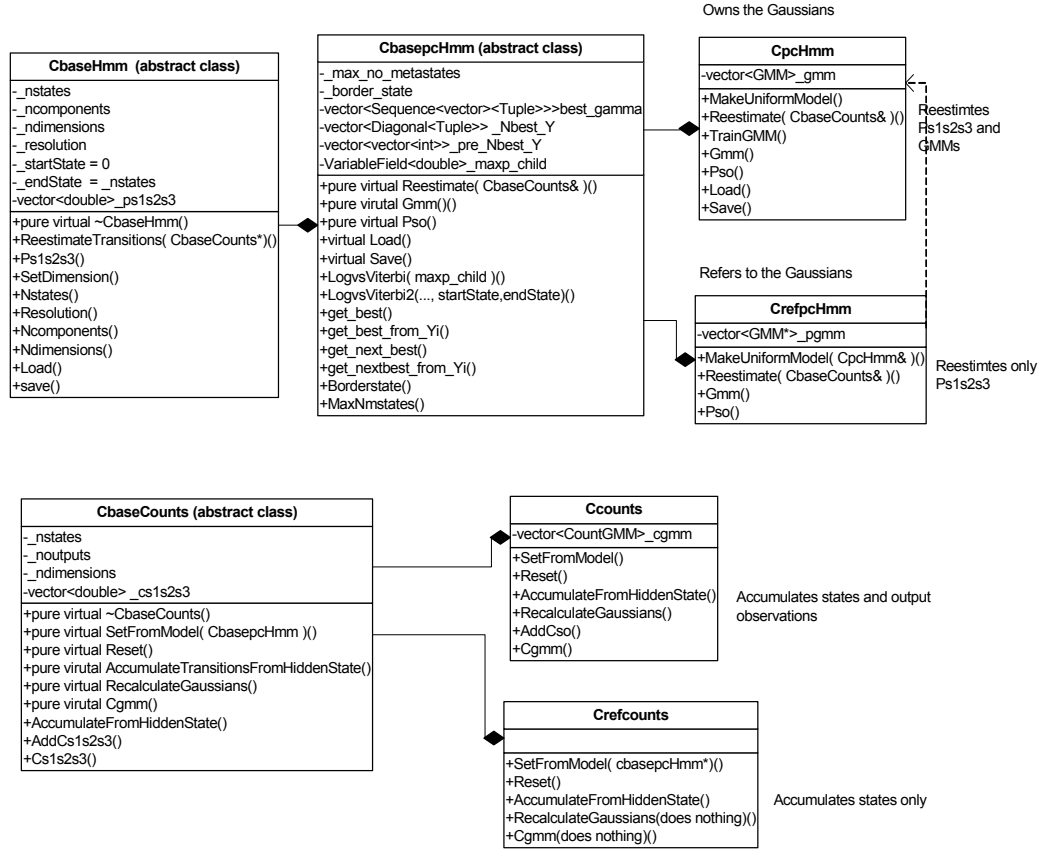 Owns the Gaussians
CbaseHmm (abstract class)
-_nstates
-_ncomponents
-_ndimensions
-_resolution
-_startState = 0
-_endState = _nstates
-vector<double>_ps1s2s3
+pure virtual ~CbaseHmm()
+ReestimateTransitions( CbaseCounts*)()
+Ps1s2s3()
+SetDimension()
+Nstates()
+Resolution()
+Ncomponents()
+Ndimensions()
+Load()
+save()
CbasepcHmm (abstract class)
-_max_no_metastates
-_border_state
-vector<Sequence<vector><Tuple>>>best_gamma
-vector<Diagonal<Tuple>> _Nbest_Y
-vector<vector<int>>_pre_Nbest_Y
-VariableField<double>_maxp_child
+pure virtual Reestimate( CbaseCounts& )()
+pure virutal Gmm()()
+pure virtual Pso()
+virtual Load()
+virtual Save()
+LogvsViterbi( maxp_child )()
+LogvsViterbi2(..., startState,endState)()
+get_best()
+get_best_from_Yi()
+get_next_best()
+get_nextbest_from_Yi()
+Borderstate()
+MaxNmstates()
CpcHmm
-vector<GMM>_gmm
+MakeUniformModel()
+Reestimate( CbaseCounts& )()
+TrainGMM()
+Gmm()
+Pso()
+Load()
+Save()
Reestimtes
Ps1s2s3 and
GMMs
Refers to the Gaussians
CrefpcHmm
-vector<GMM*>_pgmm
+MakeUniformModel( CpcHmm& )()
+Reestimate( CbaseCounts& )()
+Gmm()
+Pso()
Reestimtes only
Ps1s2s3
CbaseCounts (abstract class)
-_nstates
-_noutputs
-_ndimensions
-vector<double> _cs1s2s3
+pure virtual ~CbaseCounts()
+pure virtual SetFromModel( CbasepcHmm )()
+pure virtual Reset()
+pure virutal AccumulateTransitionsFromHiddenState()
+pure virtual RecalculateGaussians()
+pure virutal Cgmm()
+AccumulateFromHiddenState()
+AddCs1s2s3()
+Cs1s2s3()
Ccounts
-vector<CountGMM>_cgmm
+SetFromModel()
+Reset()
+AccumulateFromHiddenState()
+RecalculateGaussians()
+AddCso()
+Cgmm()
Accumulates states and output
observations
Crefcounts
+SetFromModel( cbasepcHmm*)()
+Reset()
+AccumulateFromHiddenState()
+RecalculateGaussians(does nothing)()
+Cgmm(does nothing)()
Accumulates states only